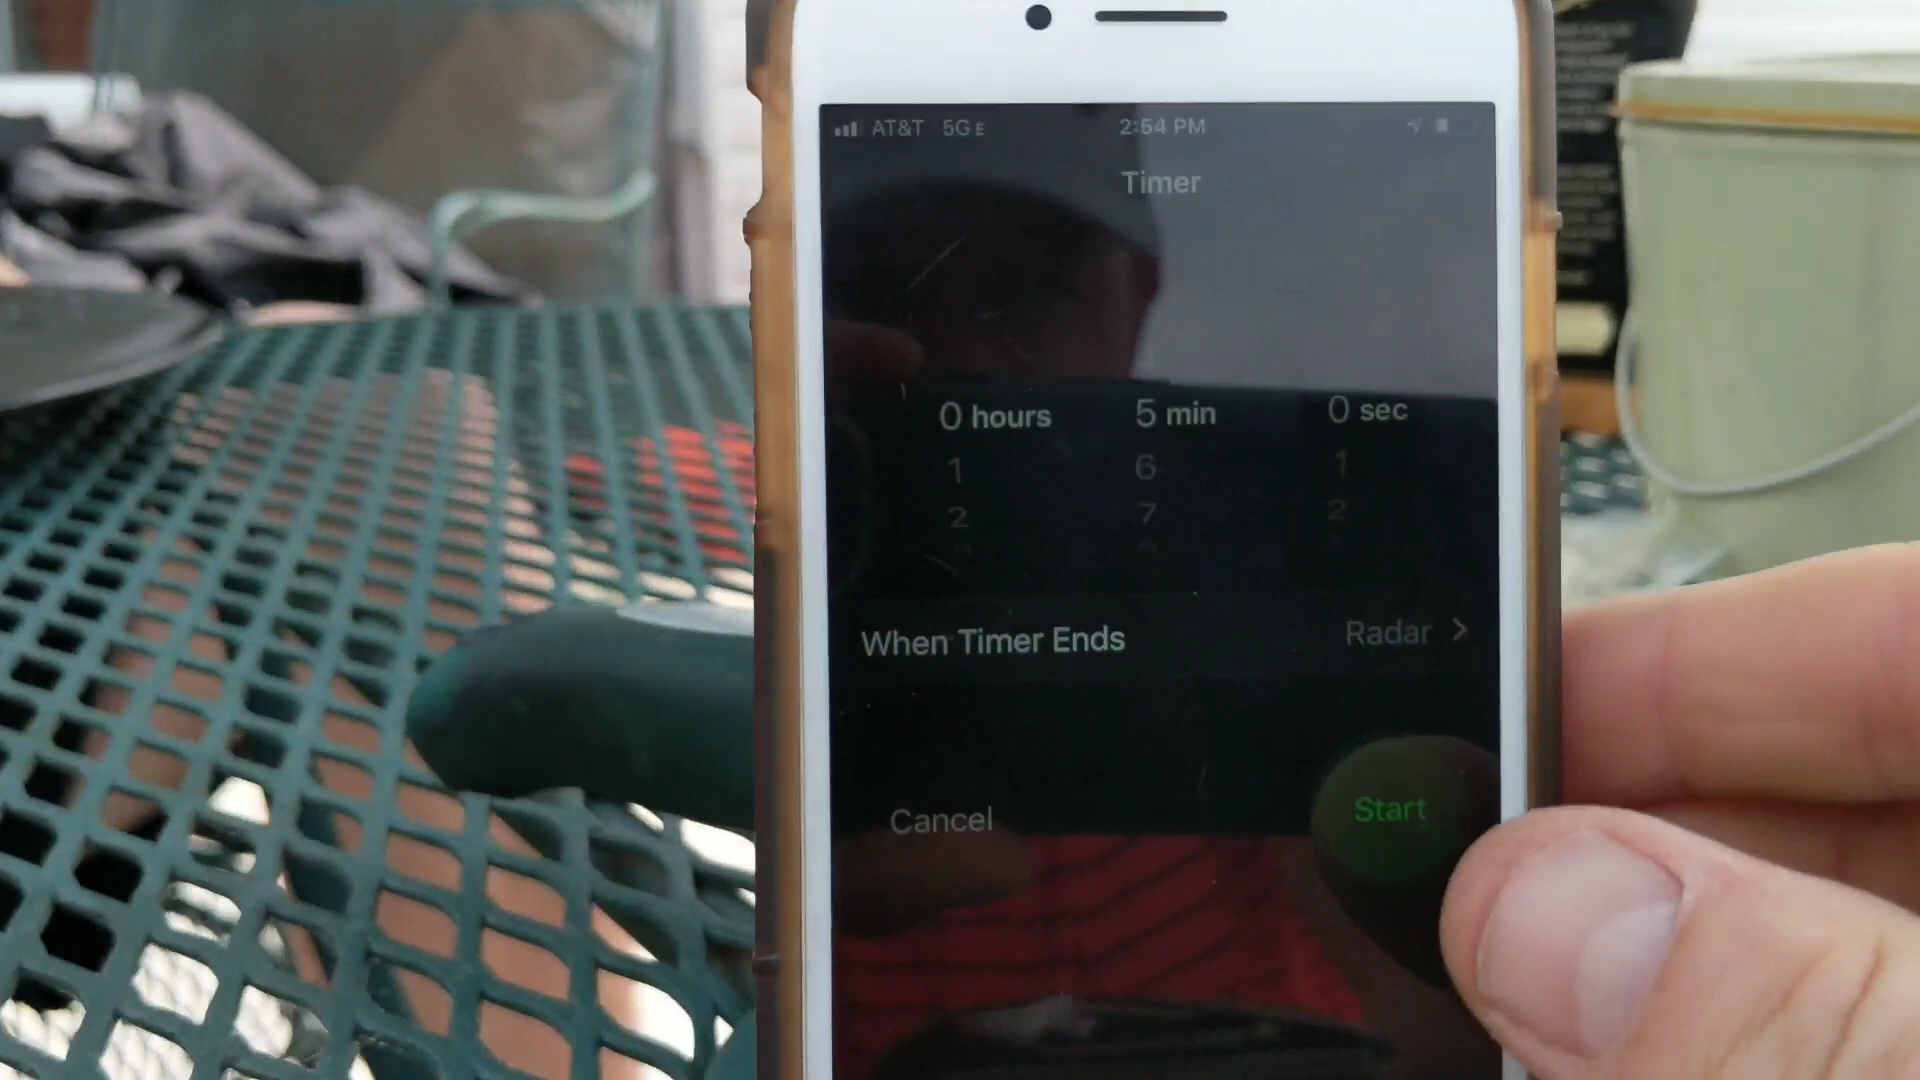 AT&T 5GE 2:54 PM
Timer
0 hours 5 min 0 sec
1 6 1
2 7 2
When Timer Ends Radar >
Cancel Start